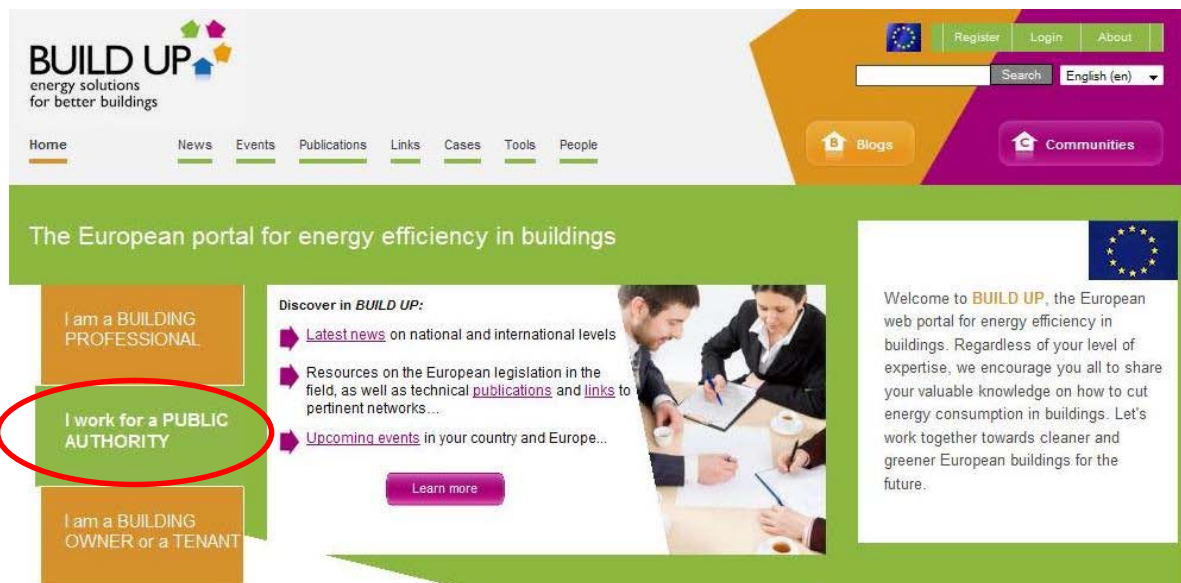 BUILD UP
energy solutions
for better buildings
Register Login About
Search English (en)
Home News Events Publications Links Cases Tools People
B Blogs
C Communities
The European portal for energy efficiency in buildings
I am a BUILDING
PROFESSIONAL
I work for a PUBLIC
AUTHORITY
I am a BUILDING
OWNER or a TENANT
Discover in BUILD UP:
Latest news on national and international levels
Resources on the European legislation in the
field, as well as technical publications and links to
pertinent networks...
Upcoming events in your country and Europe...
Learn more
Welcome to BUILD UP, the European
web portal for energy efficiency in
buildings. Regardless of your level of
expertise, we encourage you all to share
your valuable knowledge on how to cut
energy consumption in buildings. Let's
work together towards cleaner and
greener European buildings for the
future.